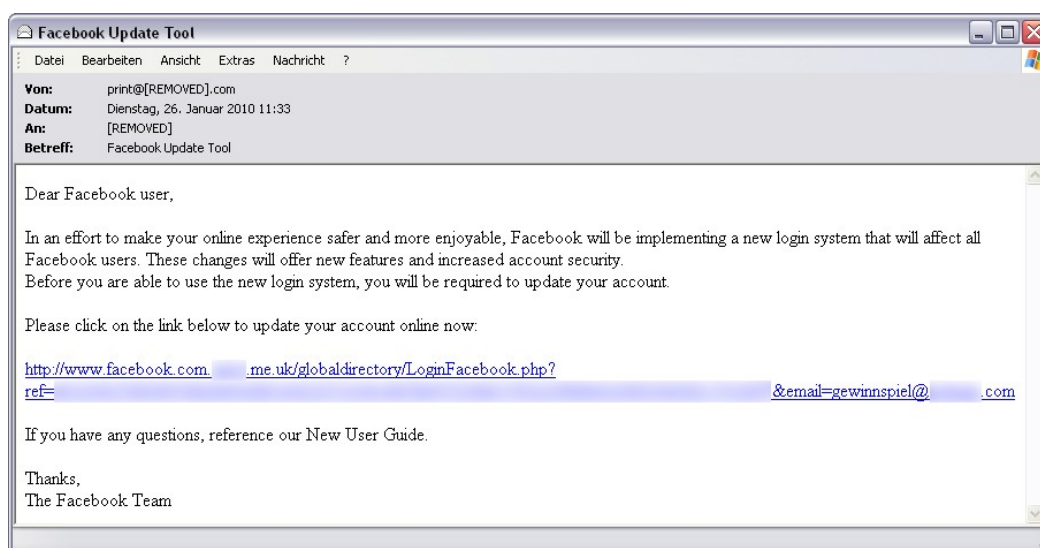 Facebook Update Tool
Datei Bearbeiten Ansicht Extras Nachricht ?
Von: print@[REMOVED].com
Datum: Dienstag, 26. Januar 2010 11:33
An: [REMOVED]
Betreff: Facebook Update Tool
Dear Facebook user,
In an effort to make your online experience safer and more enjoyable, Facebook will be implementing a new login system that will affect all
Facebook users. These changes will offer new features and increased account security.
Before you are able to use the new login system, you will be required to update your account.
Please click on the link below to update your account online now:
http://www.facebook.com. .me.uk/globaldirectory/LoginFacebook.php?
ref= &email=gewinnspiel@ .com
If you have any questions, reference our New User Guide.
Thanks,
The Facebook Team